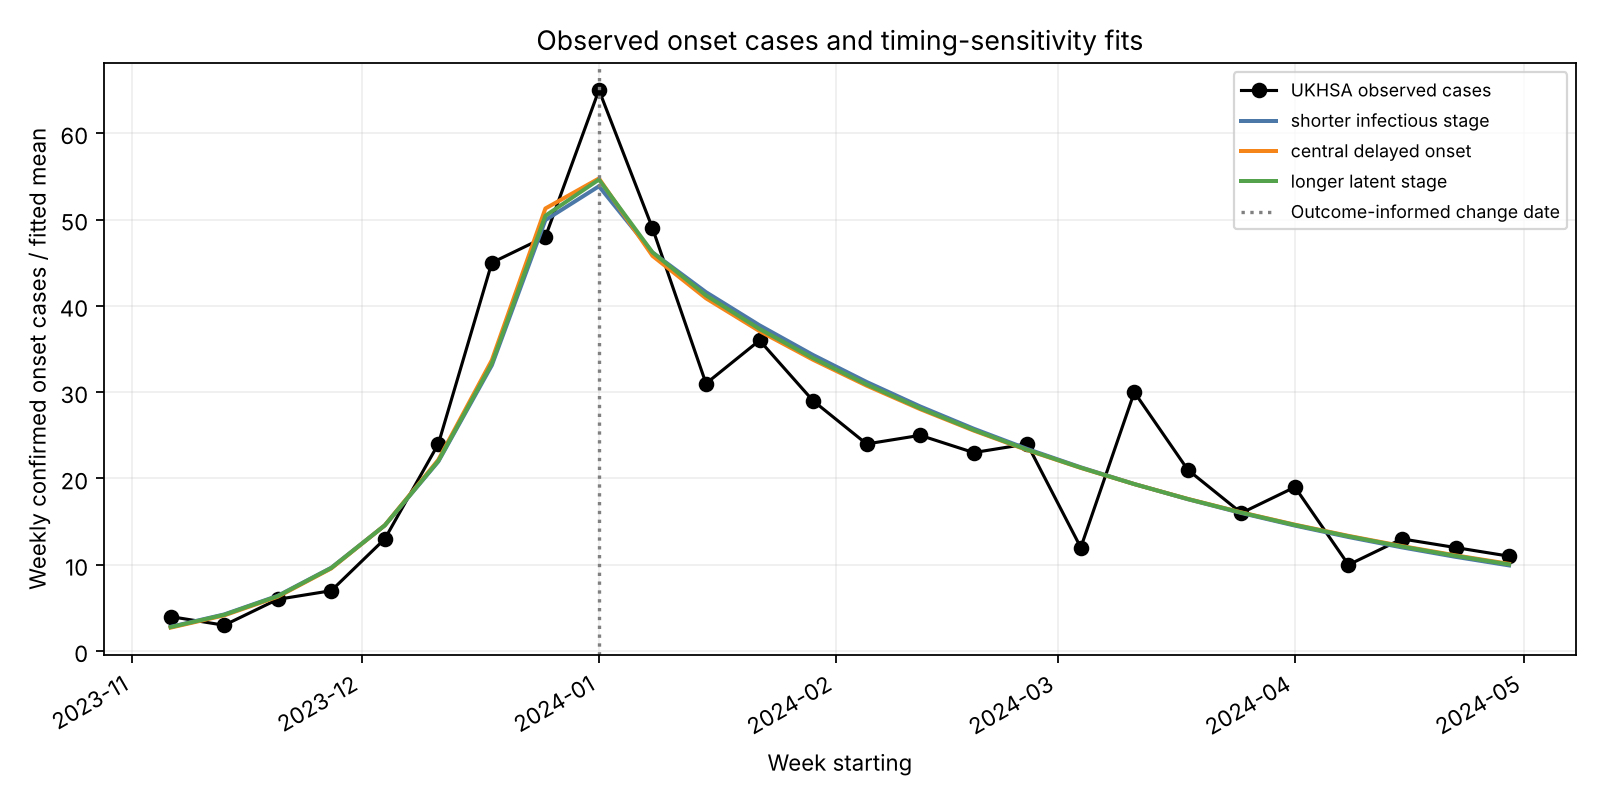 Observed onset cases and timing-sensitivity fits
Weekly confirmed onset cases / fitted mean
60
50
40
30
20
10
0
UKHSA observed cases
shorter infectious stage
central delayed onset
longer latent stage
Outcome-informed change date
2023-11
2023-12
2024-01
2024-02
2024-03
2024-04
2024-05
Week starting